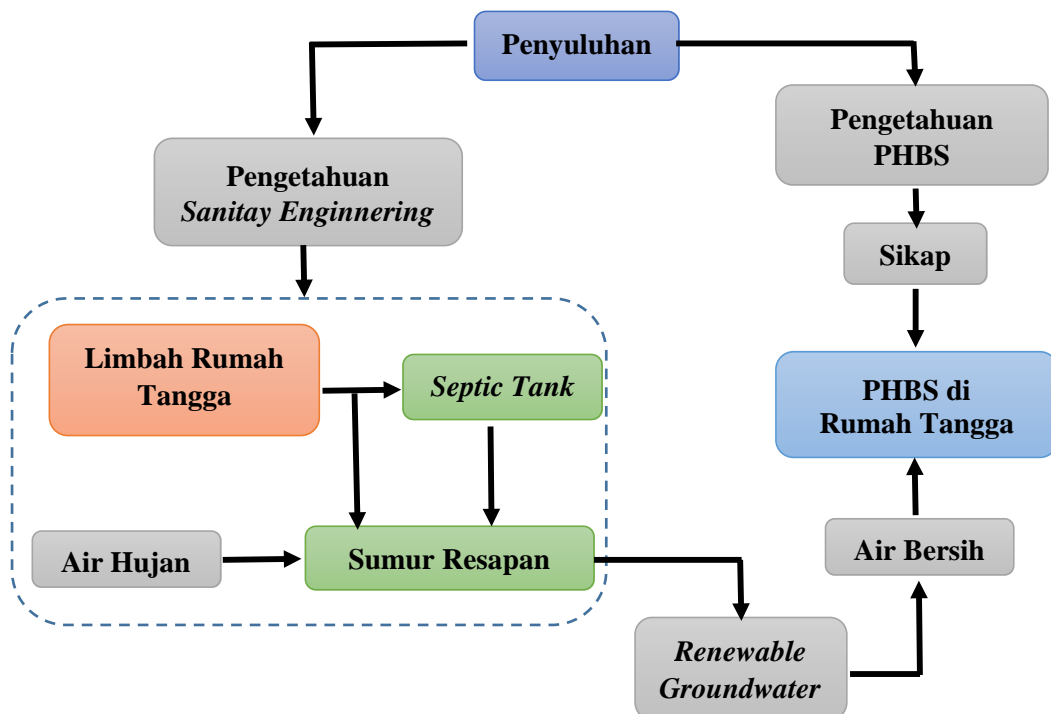 Penyuluhan
Pengetahuan
Sanitay Enginnering
Pengetahuan
PHBS
Sikap
Limbah Rumah
Tangga
Septic Tank
PHBS di
Rumah Tangga
Air Hujan
Sumur Resapan
Air Bersih
Renewable
Groundwater